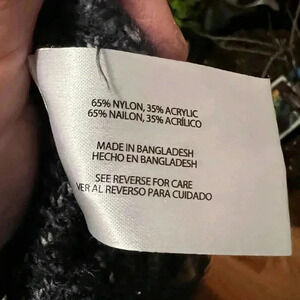 65% NYLON, 35% ACRYLIC
65% NAILON, 35% ACRÍLICO
MADE IN BANGLADESH
HECHO EN BANGLADESH
SEE REVERSE FOR CARE
VER AL REVERSO PARA CUIDADO